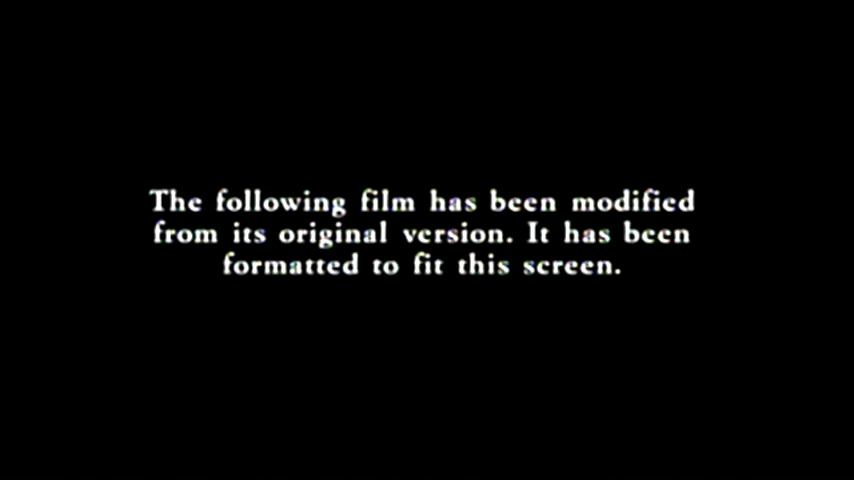 The following film has been modified
from its original version. It has been
formatted to fit this screen.